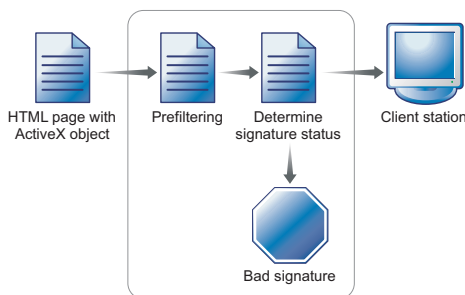 HTML page with
ActiveX object
Prefiltering
Determine
signature status
Client station
Bad signature